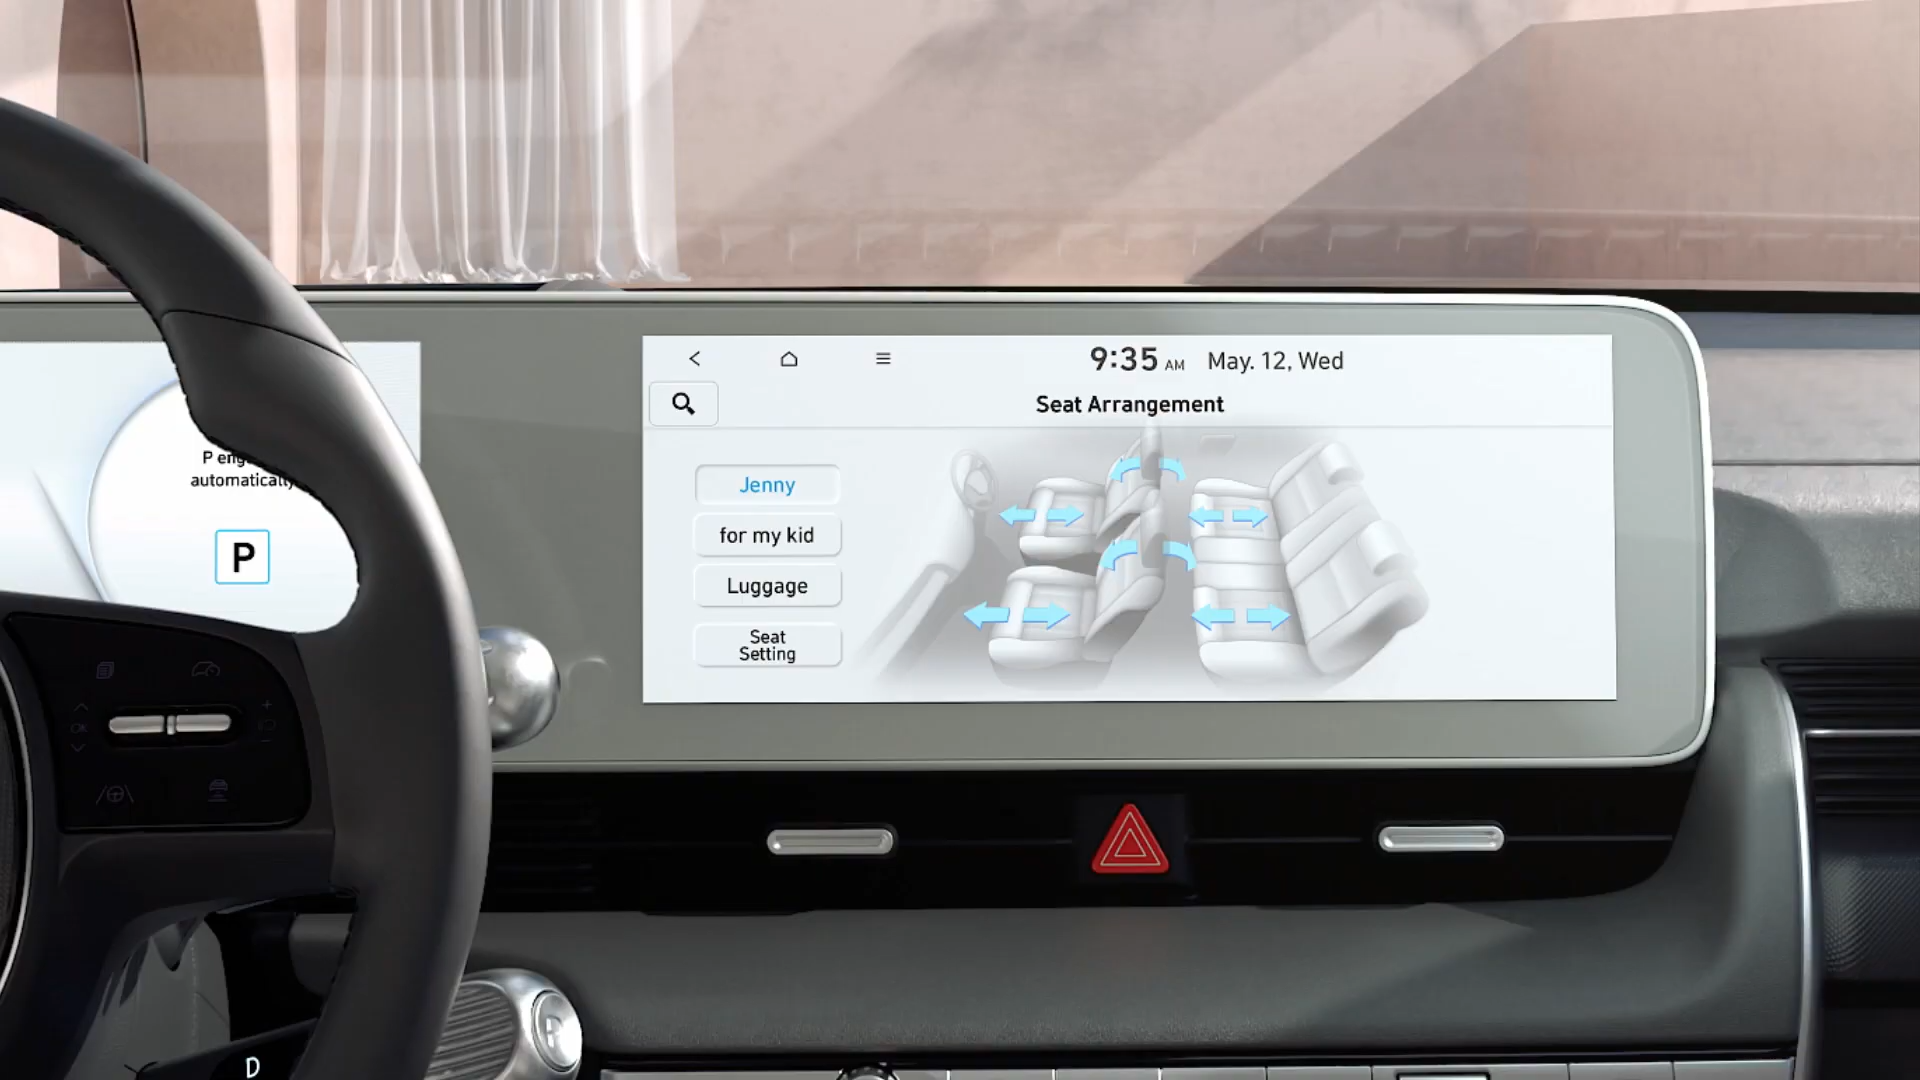 9:35 AM May. 12, Wed
Seat Arrangement
Jenny
for my kid
Luggage
Seat
Setting
P
automatically
P
P
D